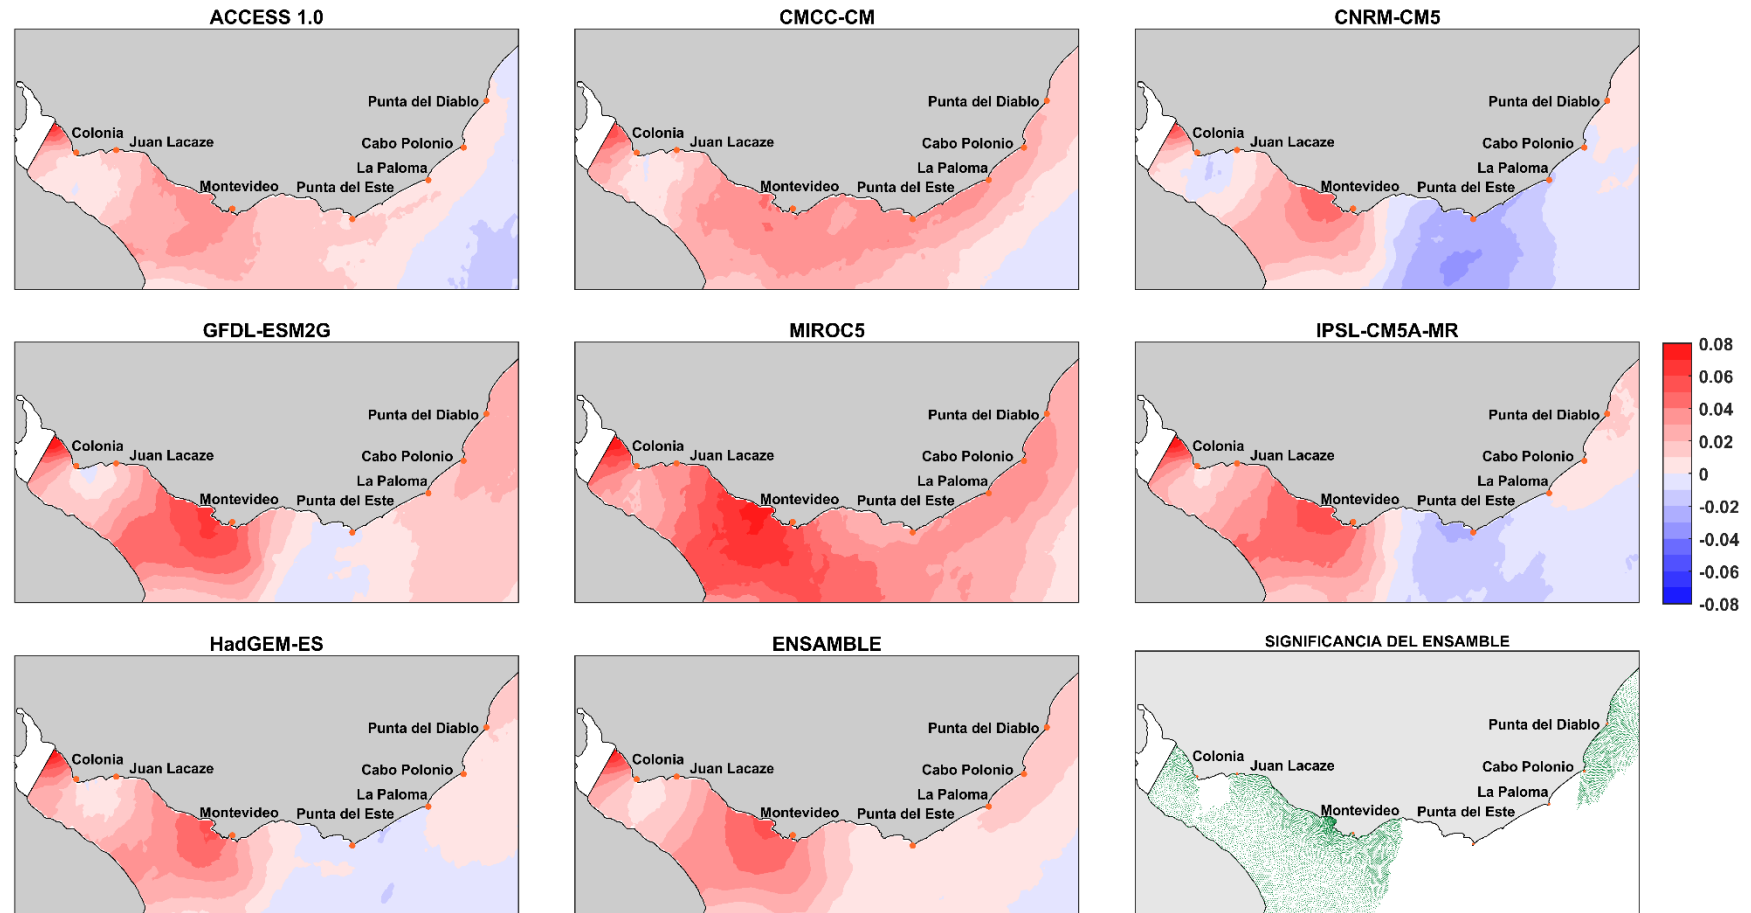 ACCESS 1.0
Punta del Diablo
Colonia
Juan Lacaze
Cabo Polonio
La Paloma
Montevideo
Punta del Este
CMCC-CM
Punta del Diablo
Colonia
Juan Lacaze
Cabo Polonio
La Paloma
Montevideo
Punta del Este
CNRM-CM5
Punta del Diablo
Colonia
Juan Lacaze
Cabo Polonio
La Paloma
Montevideo
Punta del Este
GFDL-ESM2G
Punta del Diablo
Colonia
Juan Lacaze
Cabo Polonio
La Paloma
Montevideo
Punta del Este
MIROC5
Punta del Diablo
Colonia
Juan Lacaze
Cabo Polonio
La Paloma
Montevideo
Punta del Este
IPSL-CM5A-MR
Punta del Diablo
Colonia
Juan Lacaze
Cabo Polonio
La Paloma
Montevideo
Punta del Este
0.08
0.06
0.04
0.02
0
-0.02
-0.04
-0.06
-0.08
HadGEM-ES
Punta del Diablo
Colonia
Juan Lacaze
Cabo Polonio
La Paloma
Montevideo
Punta del Este
ENSAMBLE
Punta del Diablo
Colonia
Juan Lacaze
Cabo Polonio
La Paloma
Montevideo
Punta del Este
SIGNIFICANCIA DEL ENSAMBLE
Punta del Diablo
Colonia
Juan Lacaze
Cabo Polonio
La Paloma
Montevideo
Punta del Este